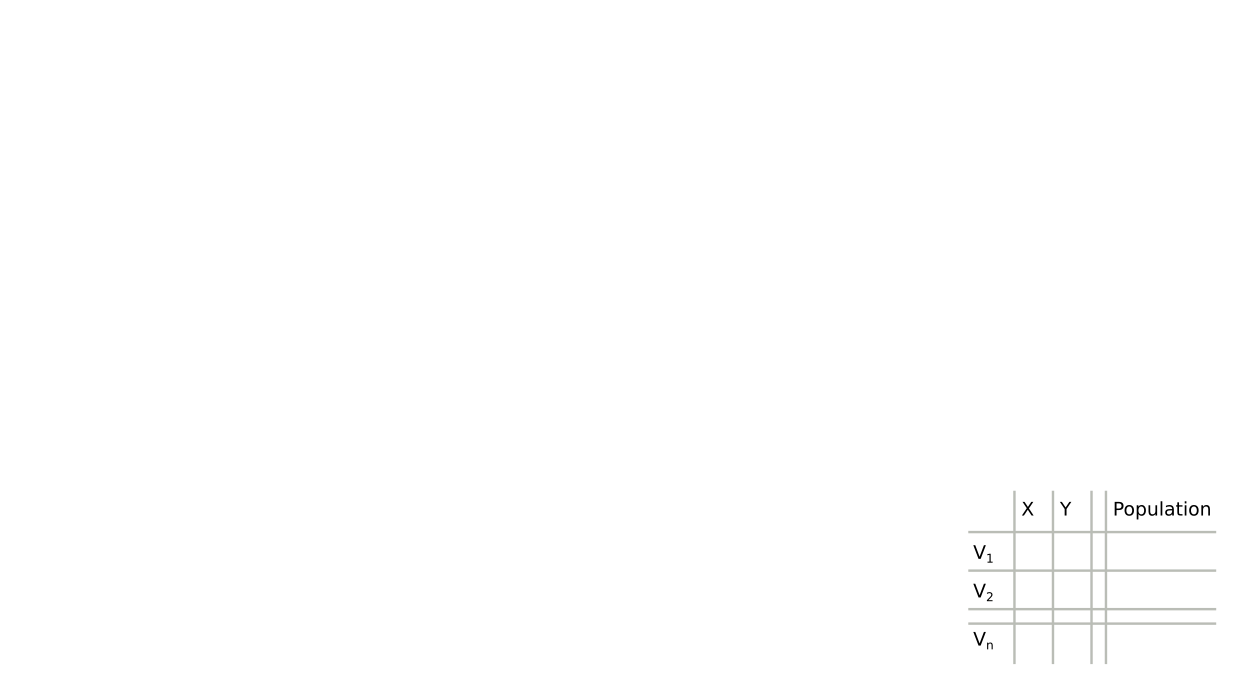 X Y Population
V₁
V₂
Vₙ